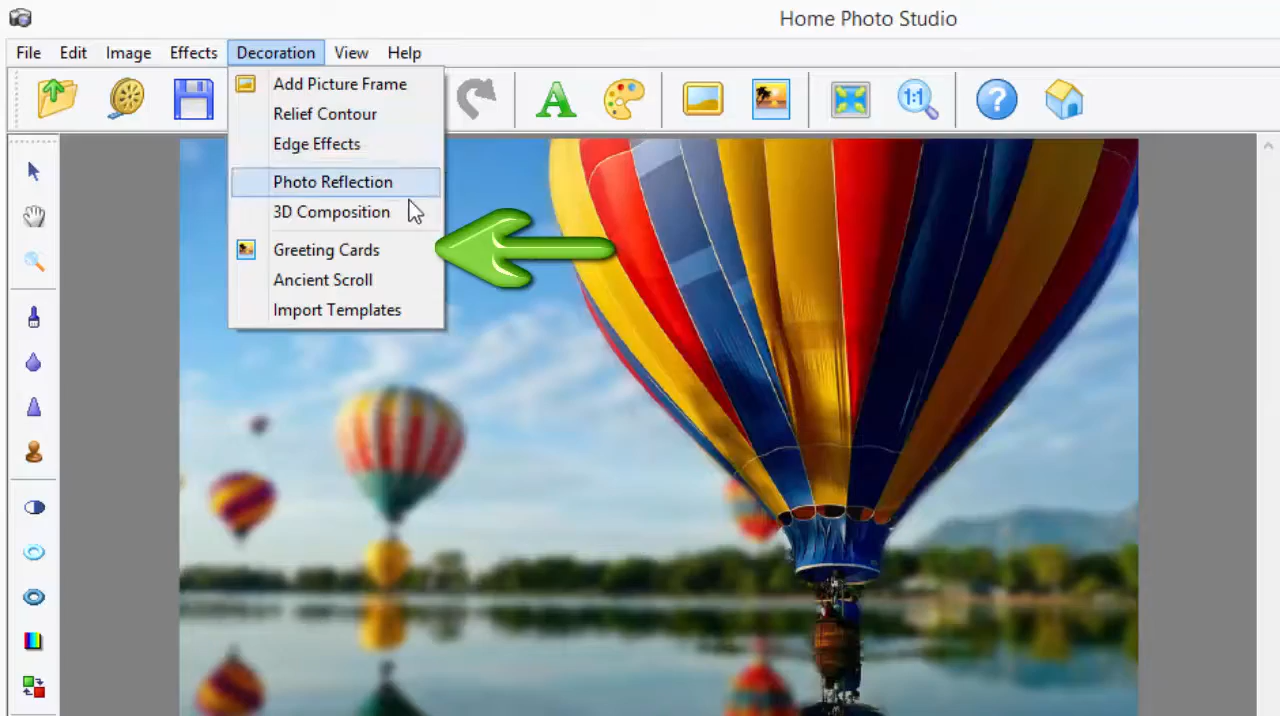 Home Photo Studio
File Edit Image Effects Decoration View Help
Add Picture Frame
Relief Contour
Edge Effects
Photo Reflection
3D Composition
Greeting Cards
Ancient Scroll
Import Templates
A
1:1
?